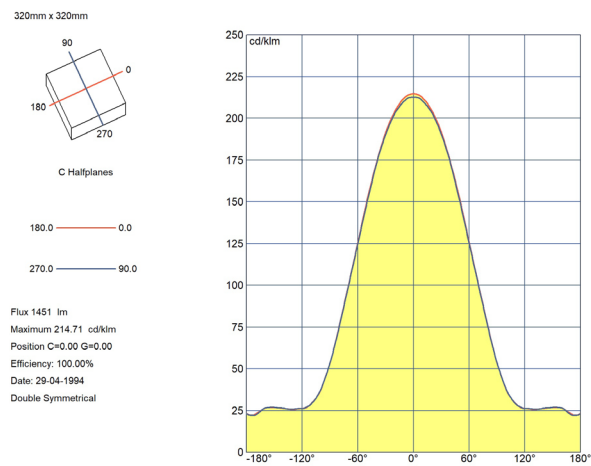 320mm x 320mm
90
0
180
270
C Halfplanes
180.0 0.0
270.0 90.0
Flux 1451 lm
Maximum 214.71 cd/klm
Position C=0.00 G=0.00
Efficiency: 100.00%
Date: 29-04-1994
Double Symmetrical
250
cd/klm
225
200
175
150
125
100
75
50
25
0
-180° -120° -60° 0° 60° 120° 180°